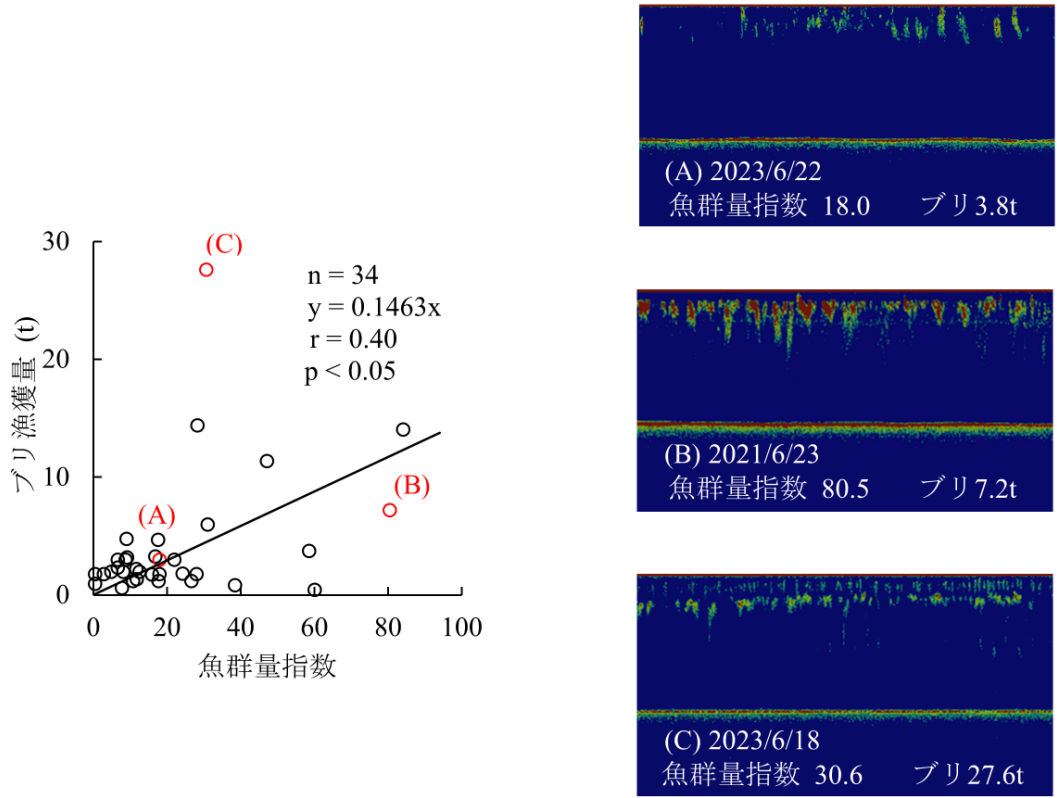 30
20
10
0
ブリ漁獲量 (t)
(C)
n = 34
y = 0.1463x
r = 0.40
p < 0.05
(B)
(A)
0 20 40 60 80 100
魚群量指数
(A) 2023/6/22
魚群量指数 18.0 ブリ3.8t
(B) 2021/6/23
魚群量指数 80.5 ブリ7.2t
(C) 2023/6/18
魚群量指数 30.6 ブリ27.6t